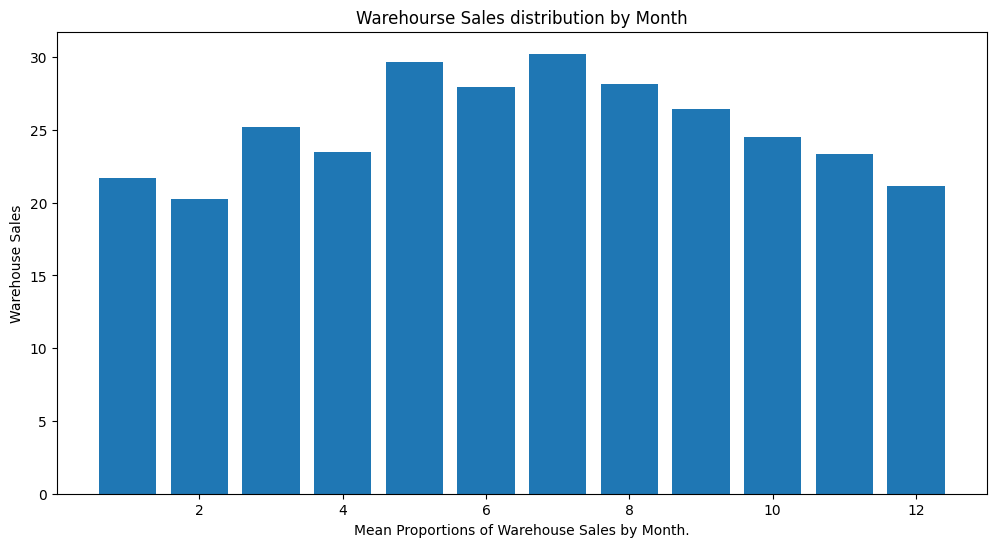 Warehourse Sales distribution by Month
Warehouse Sales
30
25
20
15
10
5
0
2 4 6 8 10 12
Mean Proportions of Warehouse Sales by Month.